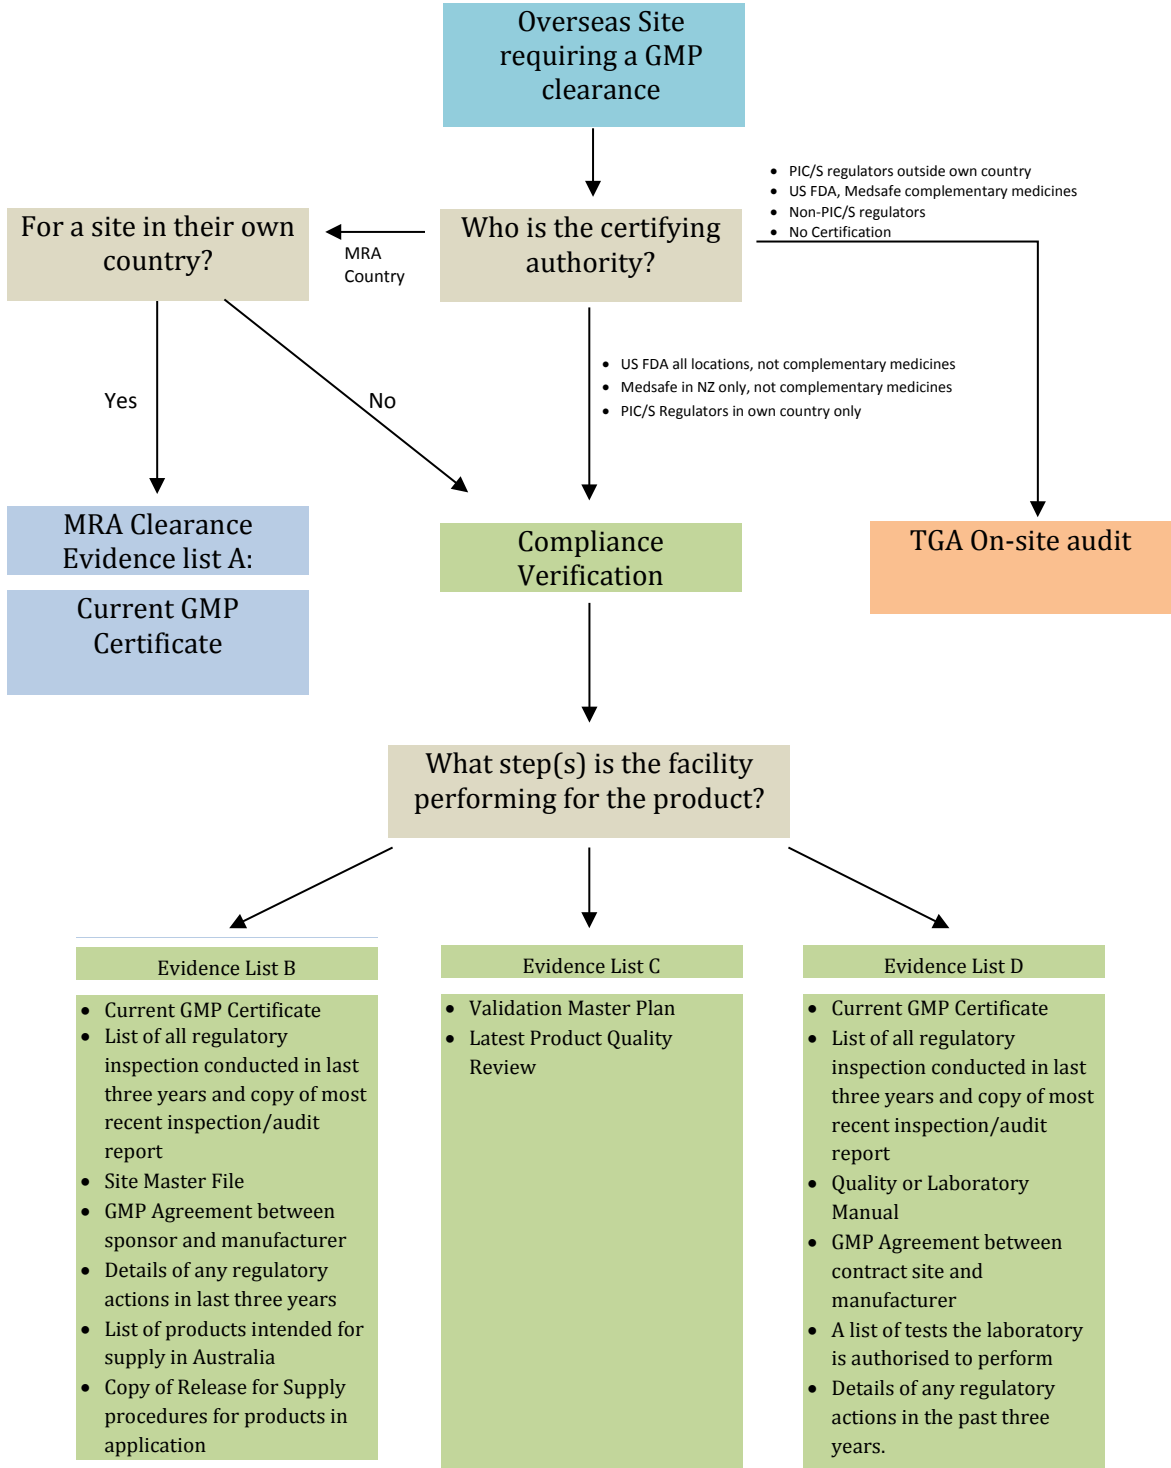 Overseas Site
requiring a GMP
clearance
• PIC/S regulators outside own country
• US FDA, Medsafe complementary medicines
• Non-PIC/S regulators
• No Certification
For a site in their own
country?
MRA
Country
Who is the certifying
authority?
• US FDA all locations, not complementary medicines
• Medsafe in NZ only, not complementary medicines
• PIC/S Regulators in own country only
Yes
No
MRA Clearance
Evidence list A:
Current GMP
Certificate
Compliance
Verification
TGA On-site audit
What step(s) is the facility
performing for the product?
Evidence List B
• Current GMP Certificate
• List of all regulatory
inspection conducted in last
three years and copy of most
recent inspection/audit
report
• Site Master File
• GMP Agreement between
sponsor and manufacturer
• Details of any regulatory
actions in last three years
• List of products intended for
supply in Australia
• Copy of Release for Supply
procedures for products in
application
Evidence List C
• Validation Master Plan
• Latest Product Quality
Review
Evidence List D
• Current GMP Certificate
• List of all regulatory
inspection conducted in last
three years and copy of most
recent inspection/audit
report
• Quality or Laboratory
Manual
• GMP Agreement between
contract site and
manufacturer
• A list of tests the laboratory
is authorised to perform
• Details of any regulatory
actions in the past three
years.